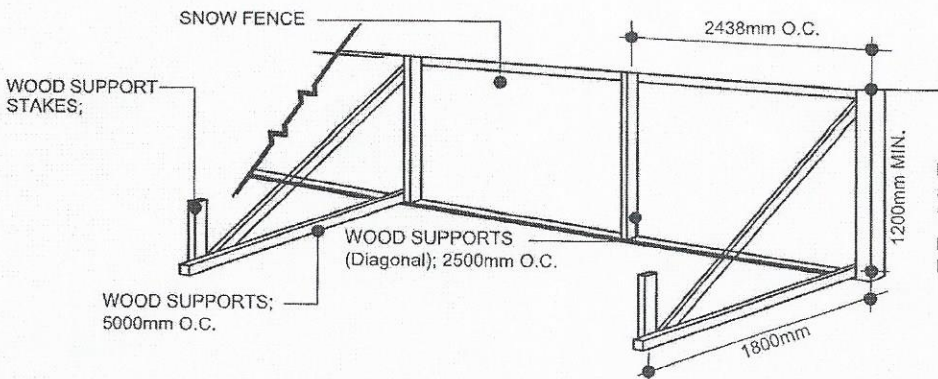 SNOW FENCE
2438mm O.C.
WOOD SUPPORT
STAKES;
1200mm MIN.
WOOD SUPPORTS
(Diagonal); 2500mm O.C.
WOOD SUPPORTS;
5000mm O.C.
1800mm